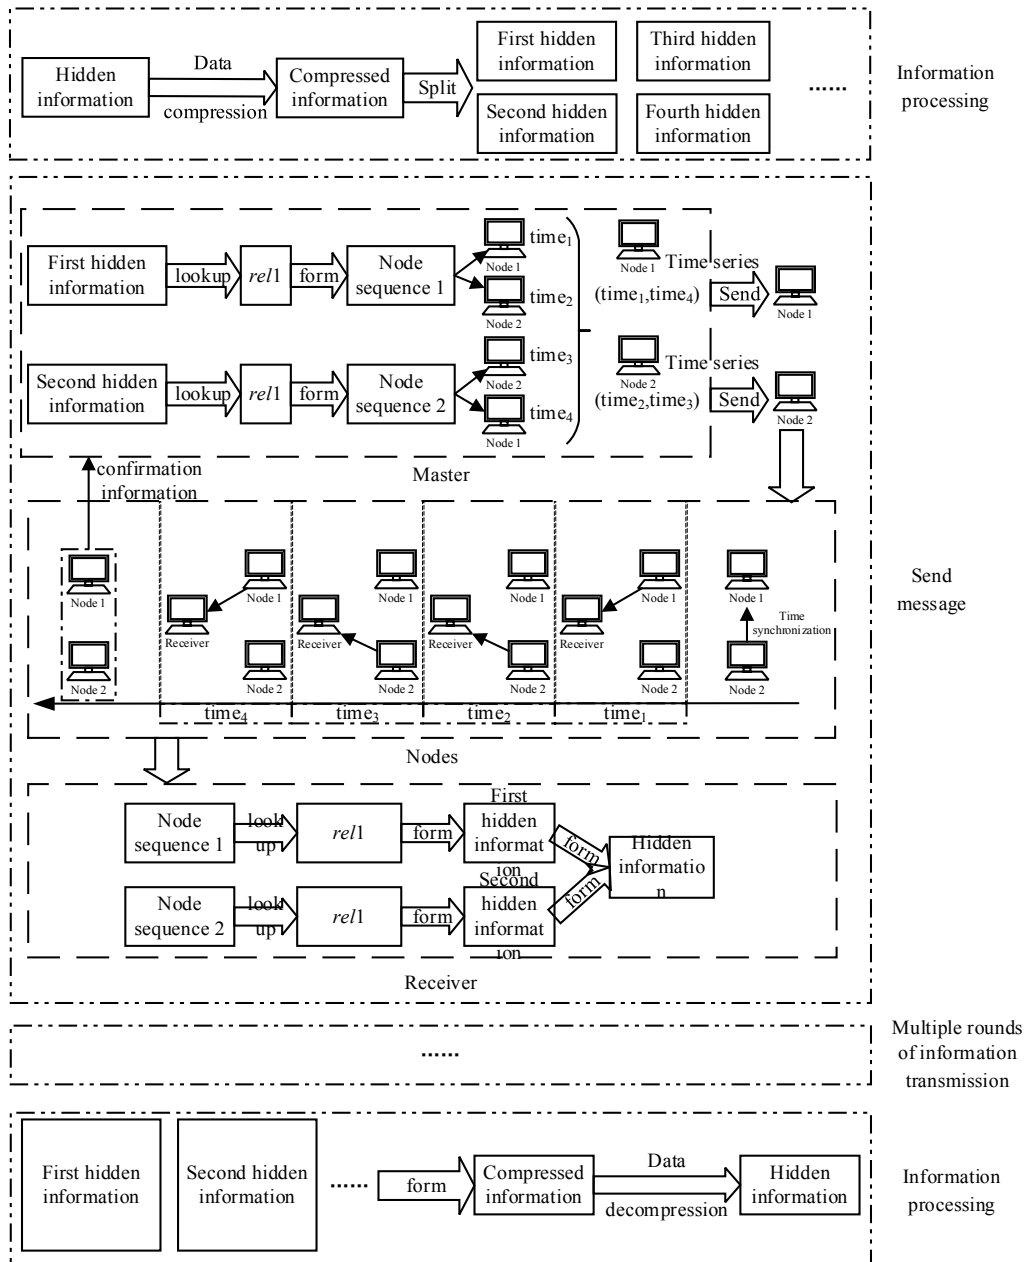 Hidden
information
Data
compression
Compressed
information
Split
First hidden
information
Third hidden
information
Second hidden
information
Fourth hidden
information
......
Information
processing
First hidden
information
lookup
rel1
form
Node
sequence 1
time1
Node 1
time2
Node 2
Node 1
Time series
(time1,time4)
Send
Node 1
Second hidden
information
lookup
rel1
form
Node
sequence 2
time3
Node 2
time4
Node 1
Node 2
Time series
(time2,time3)
Send
Node 2
Master
confirmation
information
Node 1
Node 2
Node 1
Receiver
Node 2
Node 1
Receiver
Node 2
Node 1
Receiver
Node 2
Node 1
Receiver
Node 2
Node 1
Time
synchronization
Node 2
time4
time3
time2
time1
Nodes
Send
message
Node
sequence 1
look
up
rel1
form
First
hidden
informat
ion
form
Hidden
informatio
n
Node
sequence 2
look
up
rel1
form
Second
hidden
informat
ion
form
Receiver
......
Multiple rounds
of information
transmission
First hidden
information
Second hidden
information
......
form
Compressed
information
Data
decompression
Hidden
information
Information
processing